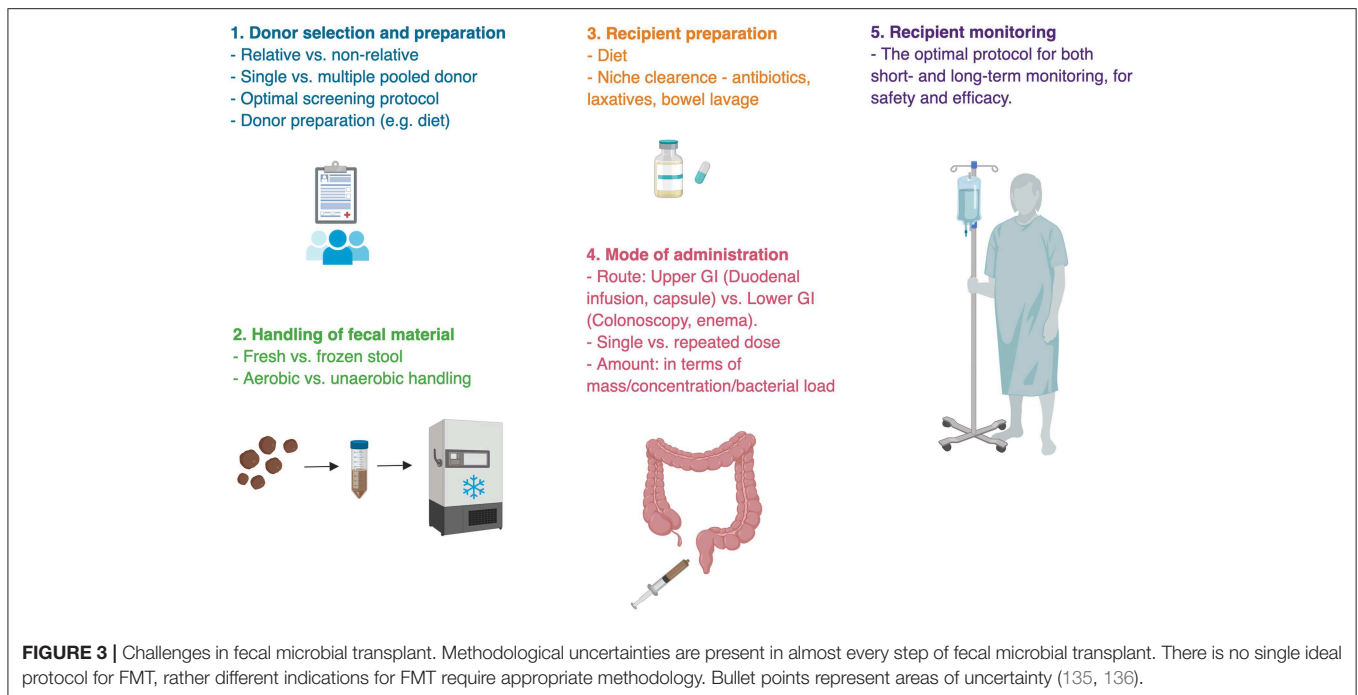 1. Donor selection and preparation
- Relative vs. non-relative
- Single vs. multiple pooled donor
- Optimal screening protocol
- Donor preparation (e.g. diet)
2. Handling of fecal material
- Fresh vs. frozen stool
- Aerobic vs. unaerobic handling
3. Recipient preparation
- Diet
- Niche clearence - antibiotics,
laxatives, bowel lavage
4. Mode of administration
- Route: Upper GI (Duodenal
infusion, capsule) vs. Lower GI
(Colonoscopy, enema).
- Single vs. repeated dose
- Amount: in terms of
mass/concentration/bacterial load
5. Recipient monitoring
- The optimal protocol for both
short- and long-term monitoring, for
safety and efficacy.
FIGURE 3 | Challenges in fecal microbial transplant. Methodological uncertainties are present in almost every step of fecal microbial transplant. There is no single ideal
protocol for FMT, rather different indications for FMT require appropriate methodology. Bullet points represent areas of uncertainty (135, 136).